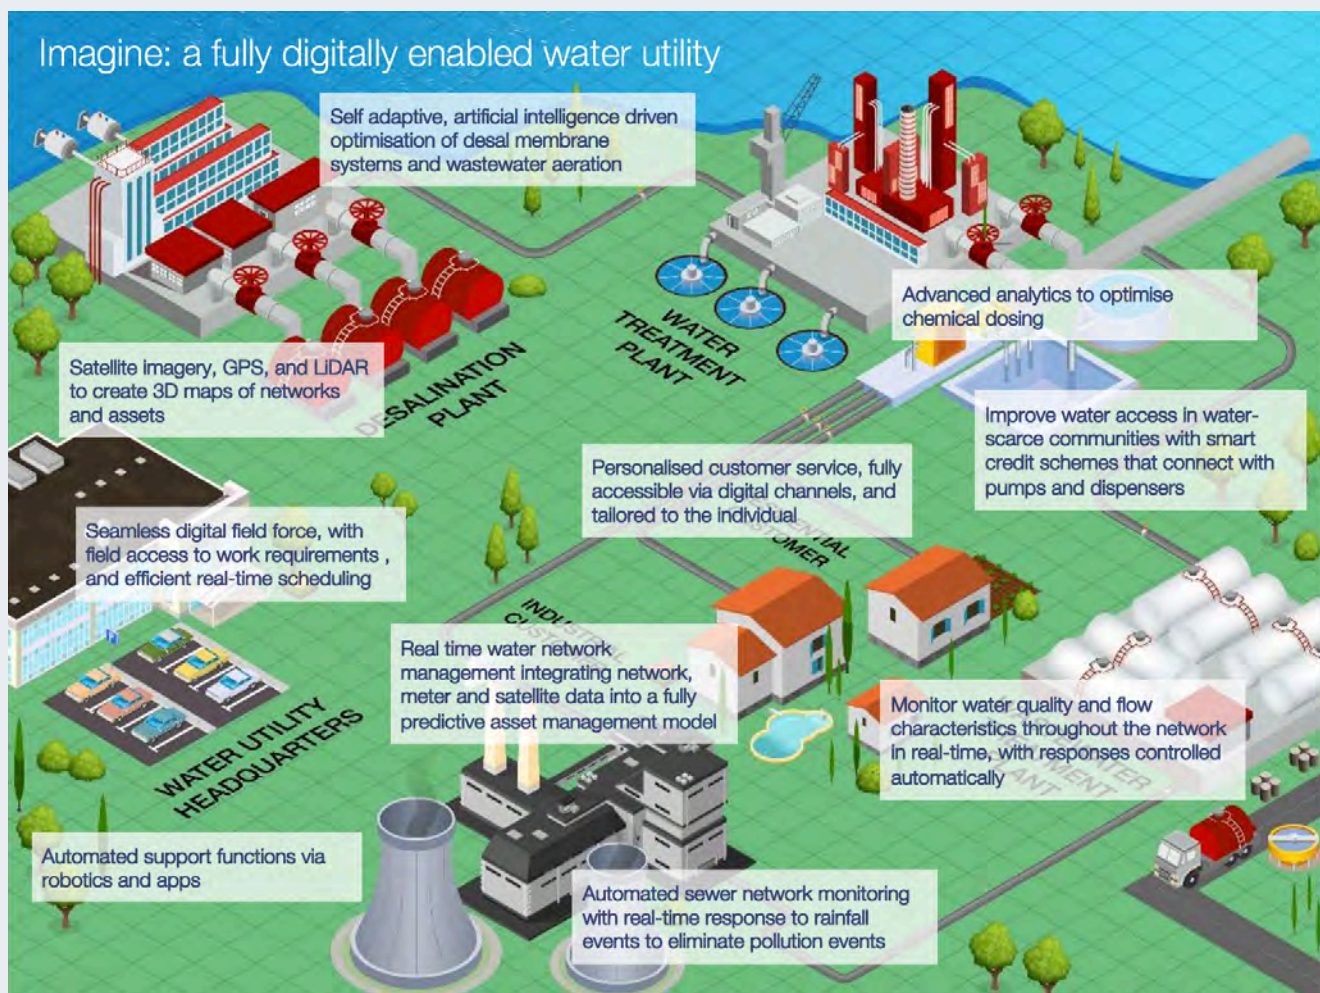 Imagine: a fully digitally enabled water utility
Self adaptive, artificial intelligence driven
optimisation of desal membrane
systems and wastewater aeration
Advanced analytics to optimise
chemical dosing
WATER
TREATMENT
PLANT
Satellite imagery, GPS, and LiDAR
to create 3D maps of networks
and assets
DESALINATION
PLANT
Improve water access in water-
scarce communities with smart
credit schemes that connect with
pumps and dispensers
Personalised customer service, fully
accessible via digital channels, and
tailored to the individual
Seamless digital field force, with
field access to work requirements ,
and efficient real-time scheduling
RESIDENTIAL
CUSTOMER
INDUSTRIAL
CUSTOMER
Real time water network
management integrating network,
meter and satellite data into a fully
predictive asset management model
Monitor water quality and flow
characteristics throughout the network
in real-time, with responses controlled
automatically
WASTEWATER
TREATMENT
PLANT
WATER UTILITY
HEADQUARTERS
P
Automated support functions via
robotics and apps
Automated sewer network monitoring
with real-time response to rainfall
events to eliminate pollution events